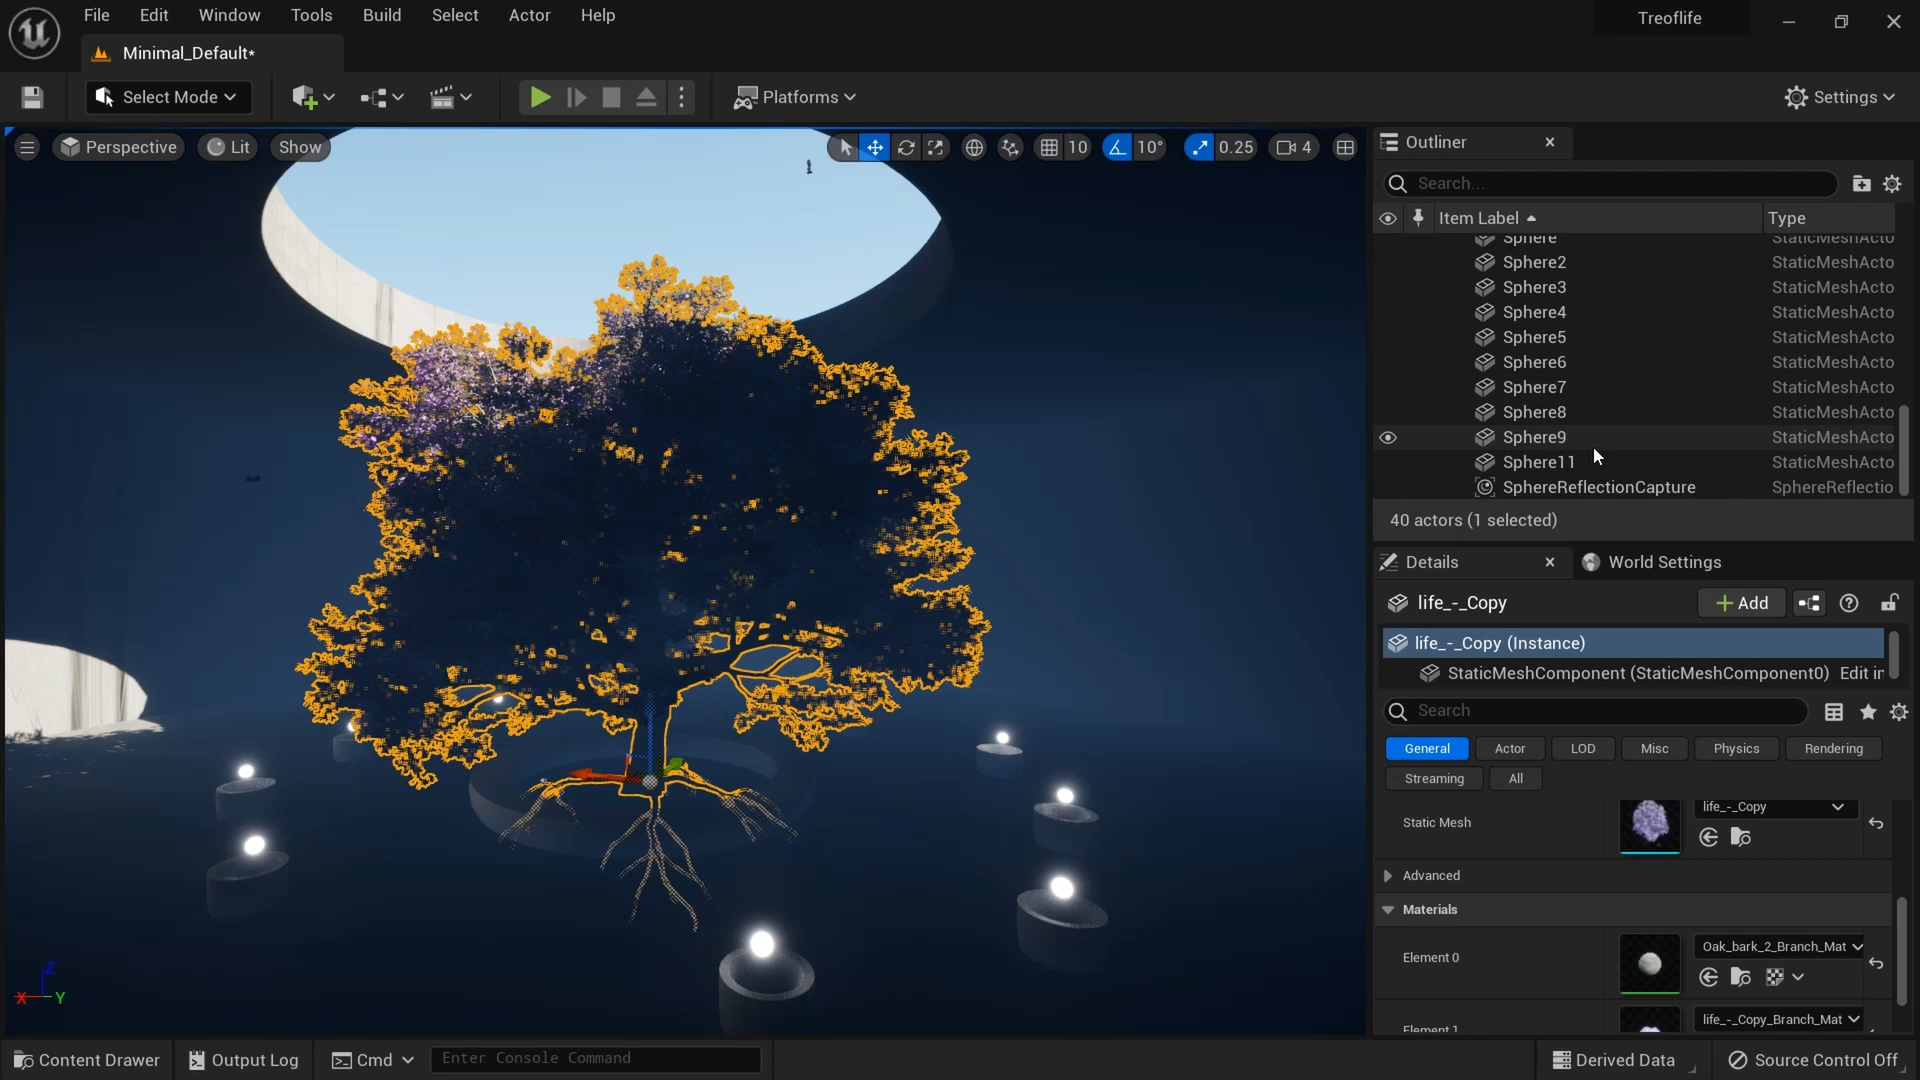 File Edit Window Tools Build Select Actor Help
Treoflife
Minimal_Default*
Select Mode
Platforms
Settings
Perspective
Lit
Show
10
10°
0.25
4
Outliner
Search...
Item Label
Type
Sphere StaticMeshActo
Sphere2 StaticMeshActo
Sphere3 StaticMeshActo
Sphere4 StaticMeshActo
Sphere5 StaticMeshActo
Sphere6 StaticMeshActo
Sphere7 StaticMeshActo
Sphere8 StaticMeshActo
Sphere9 StaticMeshActo
Sphere11 StaticMeshActo
SphereReflectionCapture SphereReflectio
40 actors (1 selected)
Details
World Settings
life_-_Copy
Add
life_-_Copy (Instance)
StaticMeshComponent (StaticMeshComponent0) Edit in
Search
General Actor LOD Misc Physics Rendering
Streaming All
Static Mesh
life_-_Copy
Advanced
Materials
Element 0
Oak_bark_2_Branch_Mat
Element 1
life_-_Copy_Branch_Mat
Z
X
Y
Content Drawer
Output Log
Cmd
Enter Console Command
Derived Data
Source Control Off